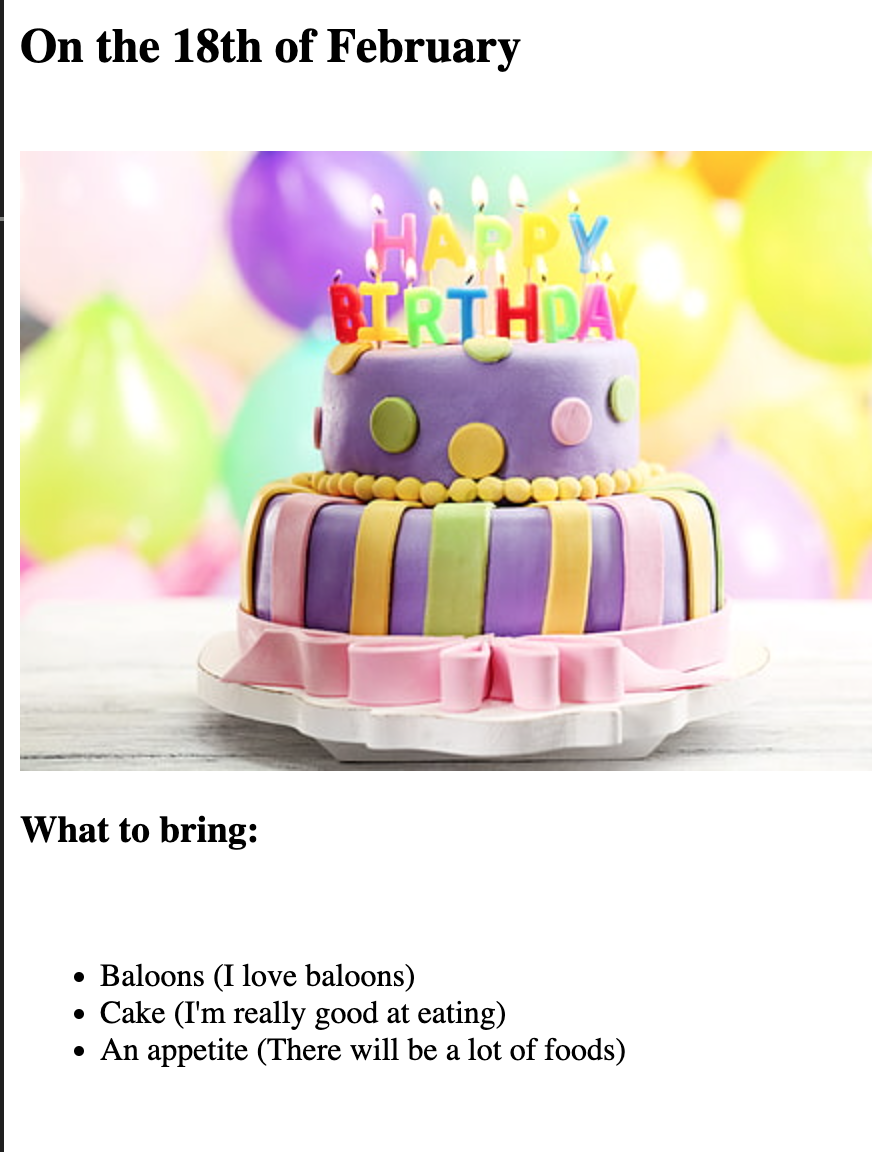 On the 18th of February
HAPPY
BIRTHDAY
What to bring:
Baloons (I love baloons)
Cake (I'm really good at eating)
An appetite (There will be a lot of foods)